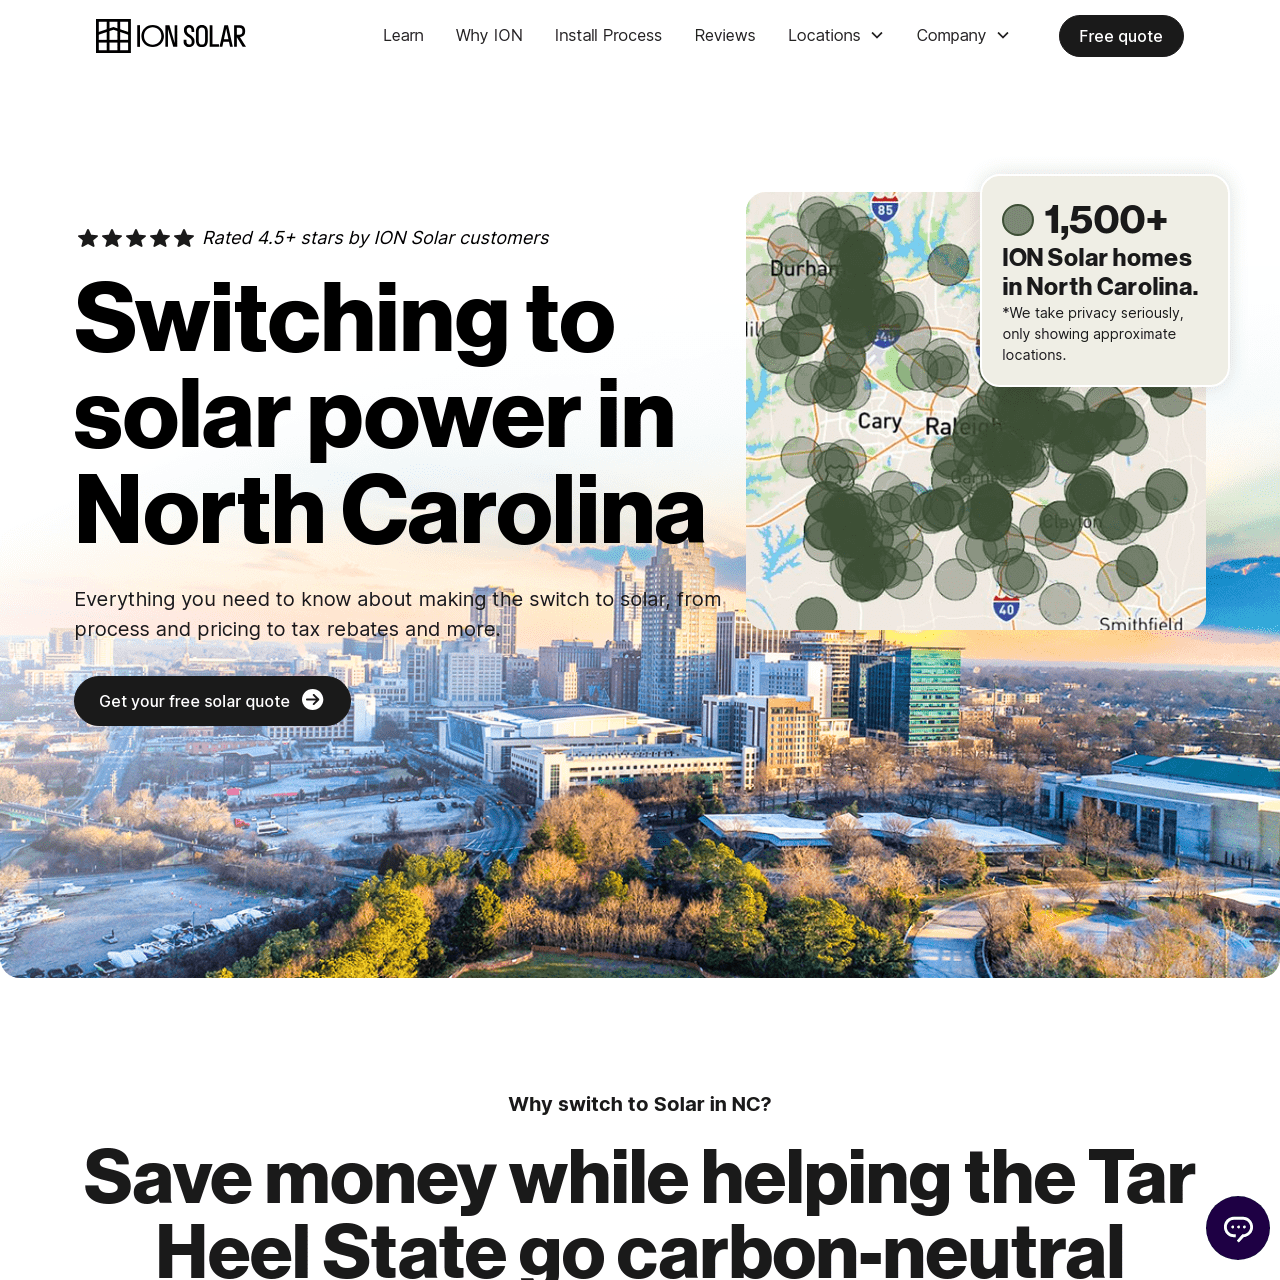 ION SOLAR
Learn
Why ION
Install Process
Reviews
Locations
Company
Free quote
Rated 4.5+ stars by ION Solar customers
Switching to
solar power in
North Carolina
Everything you need to know about making the switch to solar, from
process and pricing to tax rebates and more.
Get your free solar quote
1,500+
ION Solar homes
in North Carolina.
*We take privacy seriously,
only showing approximate
locations.
85
40
Cary
Clayton
Smithfield
Why switch to Solar in NC?
Save money while helping the Tar
Heel State go carbon-neutral